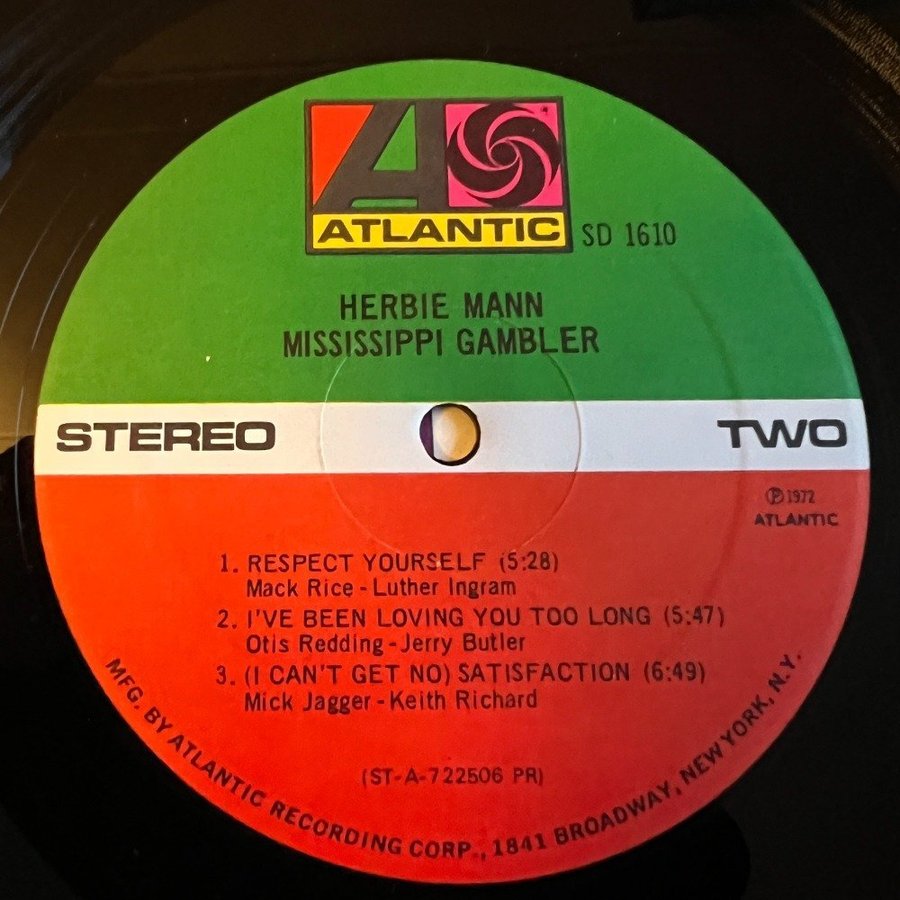 ATLANTIC
SD 1610
HERBIE MANN
MISSISSIPPI GAMBLER
STEREO
TWO
Ⓟ 1972
ATLANTIC
1. RESPECT YOURSELF (5:28)
Mack Rice - Luther Ingram
2. I'VE BEEN LOVING YOU TOO LONG (5:47)
Otis Redding - Jerry Butler
3. (I CAN'T GET NO) SATISFACTION (6:49)
Mick Jagger - Keith Richard
(ST-A-722506 PR)
MFG. BY ATLANTIC RECORDING CORP., 1841 BROADWAY, NEW YORK, N.Y.